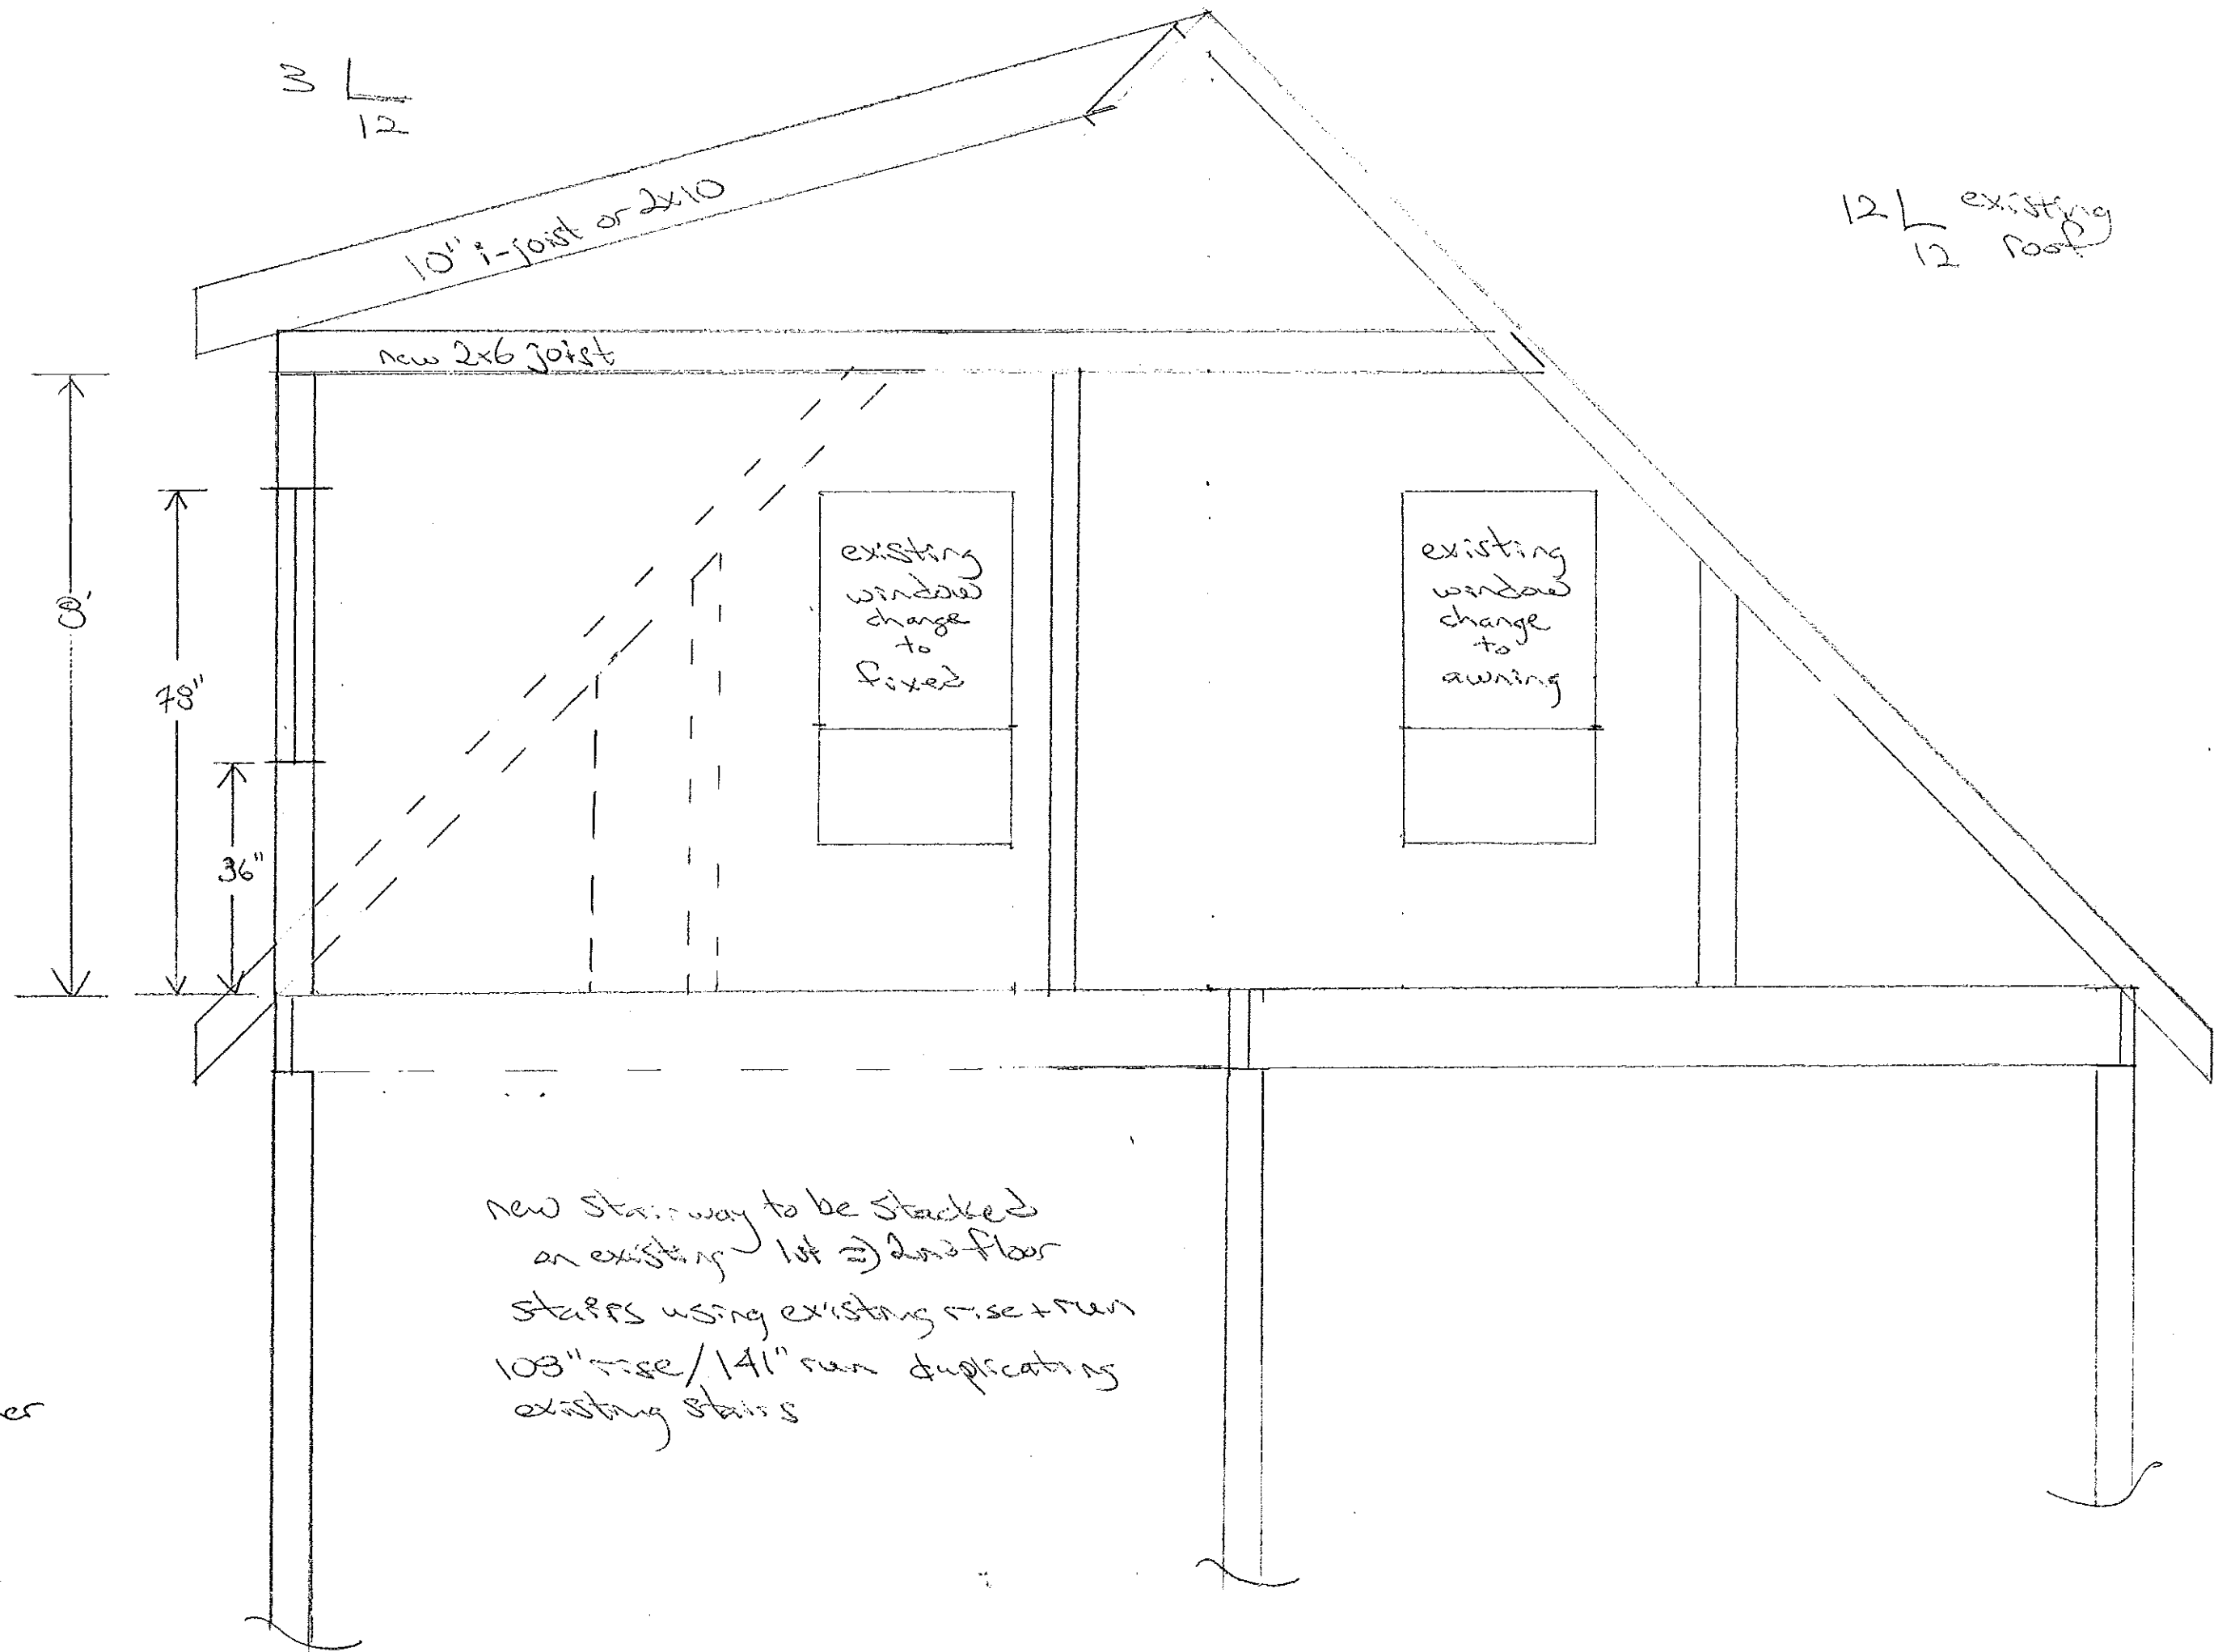 3
12
10" i-joist or 2x10
12 existing
12 roof
new 2x6 joist
8'
78"
36"
existing
window
change
to
fixed
existing
window
change
to
awning
new stairway to be stacked
on existing 1st => 2nd floor
stairs using existing rise + run
108" rise/141" run duplicating
existing stairs
er